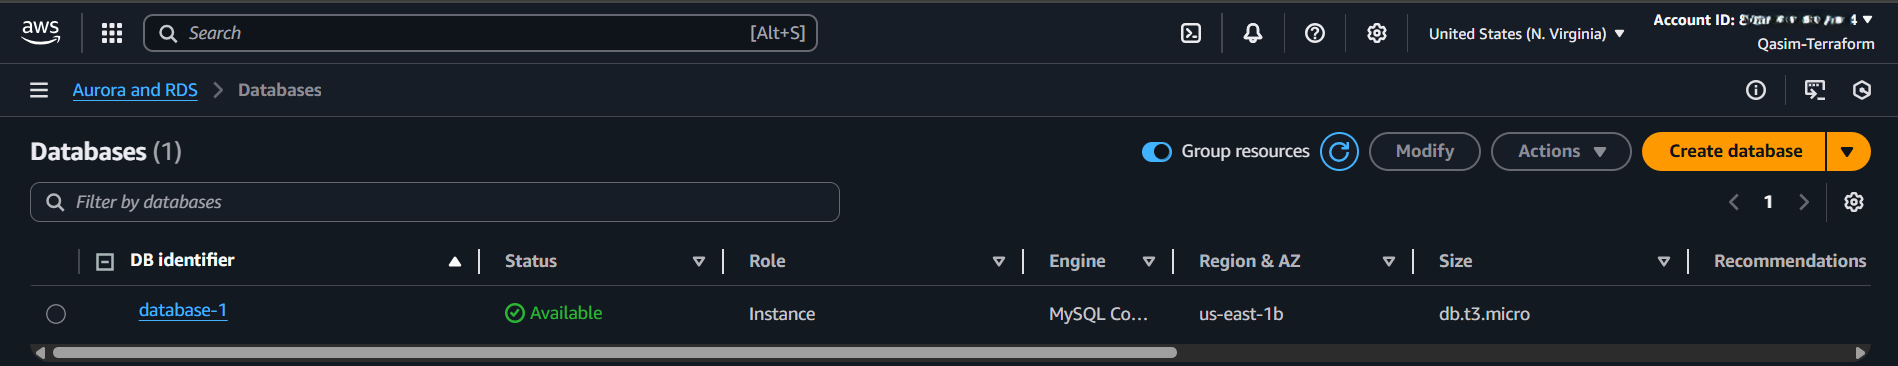 aws
Search [Alt+S]
United States (N. Virginia)
Account ID:
Qasim-Terraform
Aurora and RDS > Databases
Databases (1)
Group resources
Modify
Actions
Create database
Filter by databases
1
DB identifier Status Role Engine Region & AZ Size Recommendations
database-1 Available Instance MySQL Co... us-east-1b db.t3.micro